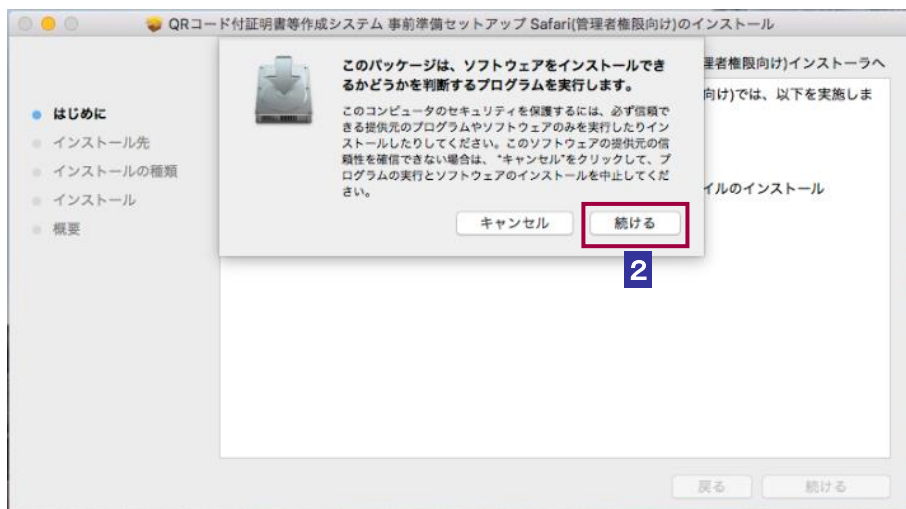 QRコード付証明書等作成システム 事前準備セットアップ Safari(管理者権限向け)のインストール
このパッケージは、ソフトウェアをインストールでき
るかどうかを判断するプログラムを実行します。
このコンピュータのセキュリティを保護するには、必ず信頼で
きる提供元のプログラムやソフトウェアのみを実行したりイン
ストールしたりしてください。このソフトウェアの提供元の信
頼性を確信できない場合は、“キャンセル”をクリックして、プ
ログラムの実行とソフトウェアのインストールを中止してくだ
さい。
キャンセル
続ける
2
はじめに
インストール先
インストールの種類
インストール
概要
理者権限向け)インストーラへ
向け)では、以下を実施しま
イルのインストール
戻る
続ける